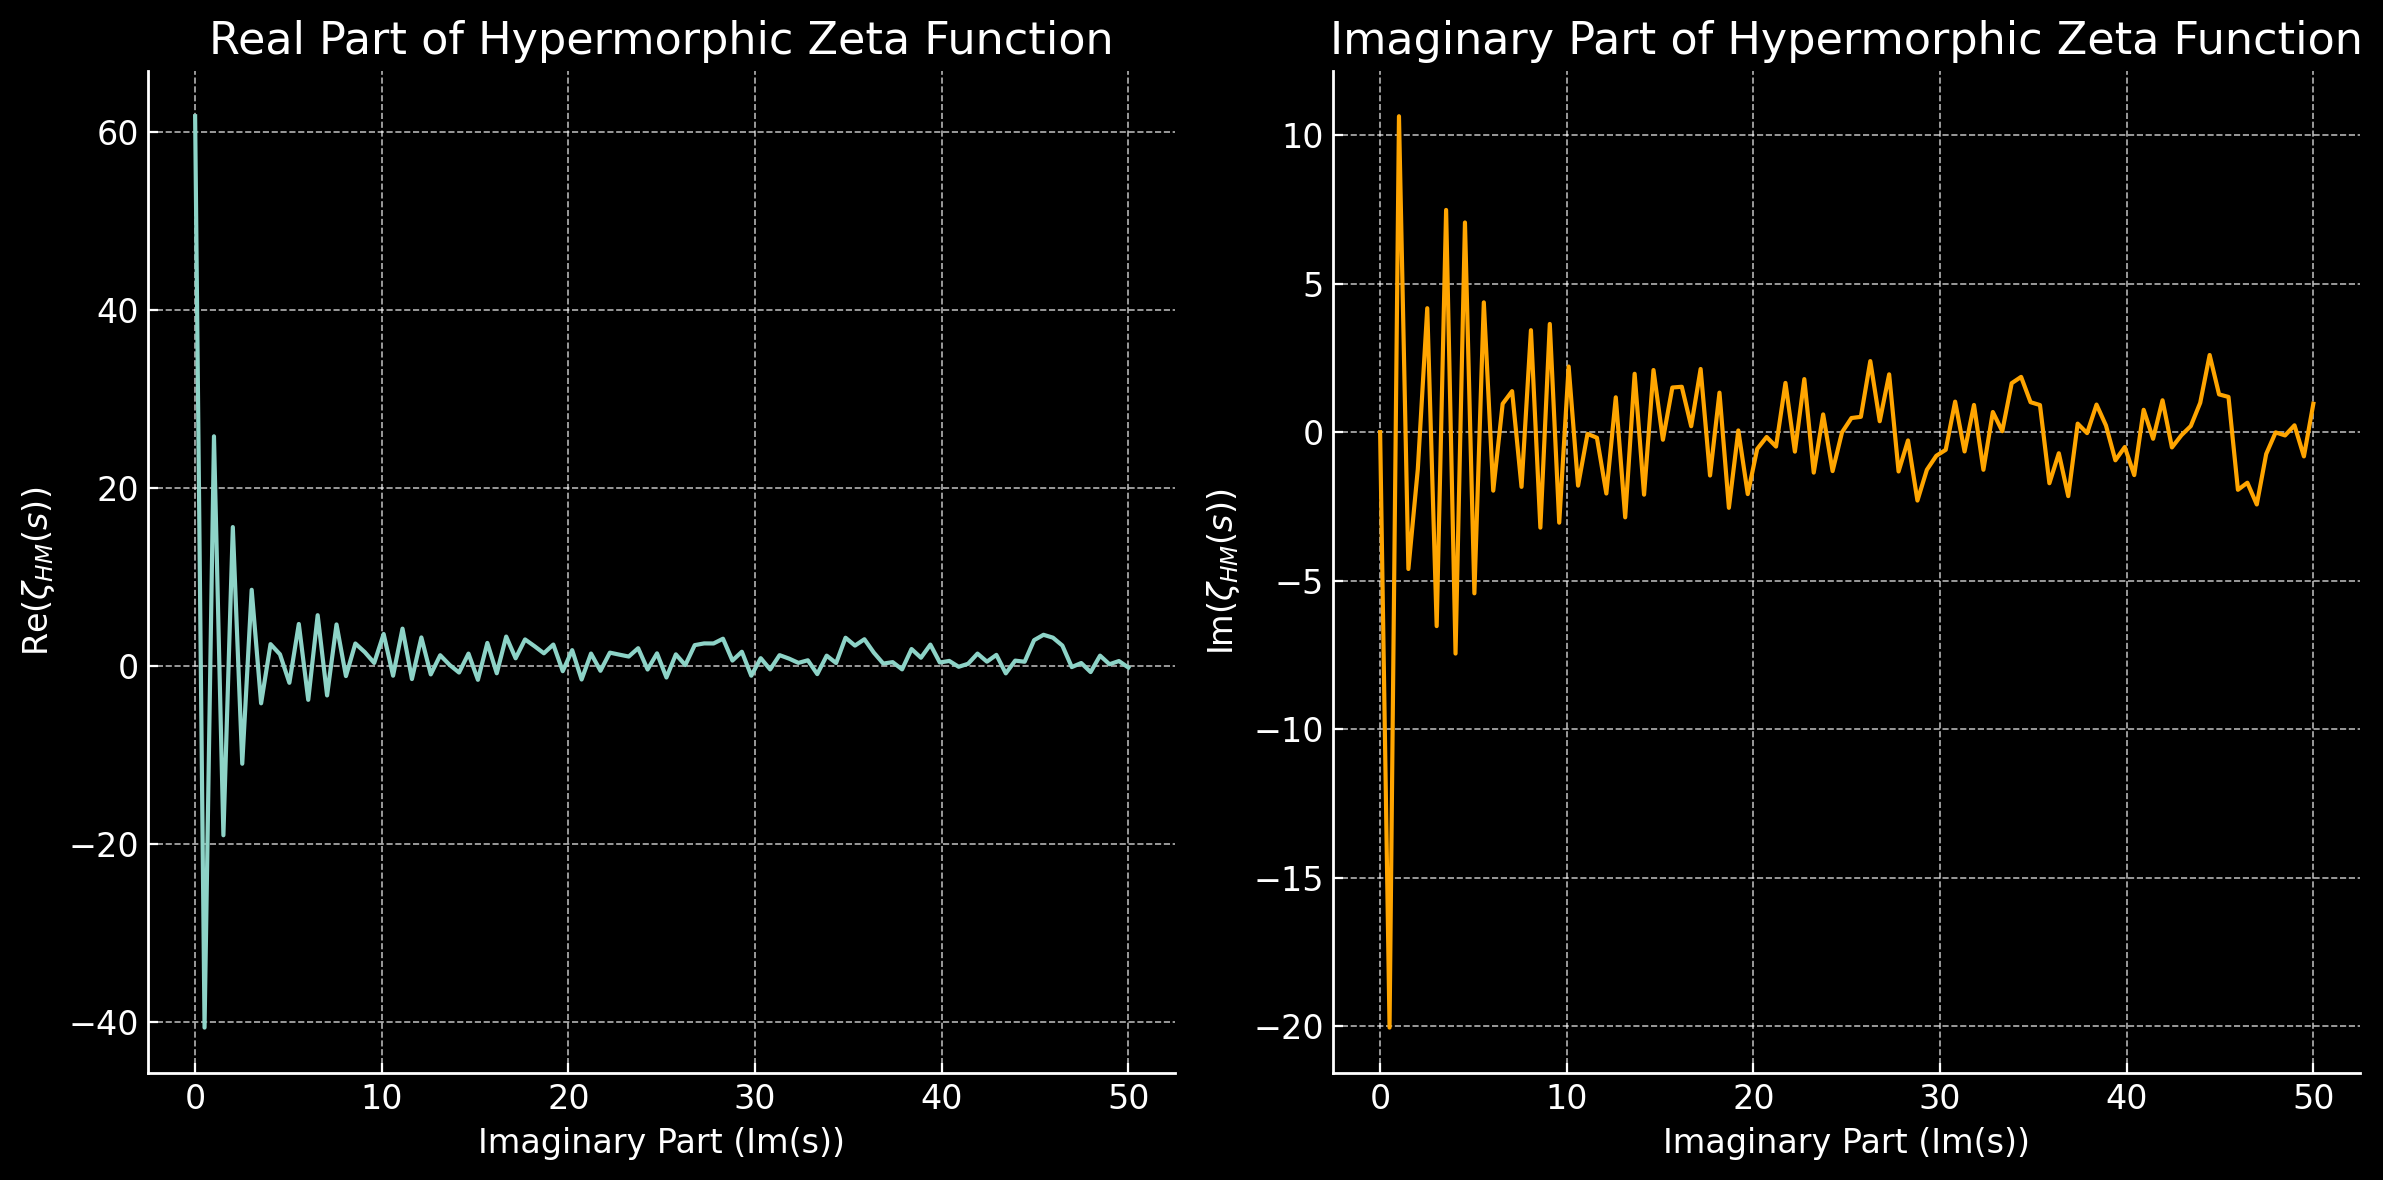 Real Part of Hypermorphic Zeta Function
60
40
20
0
−20
−40
Re(ζ_HM(s))
0 10 20 30 40 50
Imaginary Part (Im(s))
Imaginary Part of Hypermorphic Zeta Function
10
5
0
−5
−10
−15
−20
Im(ζ_HM(s))
0 10 20 30 40 50
Imaginary Part (Im(s))